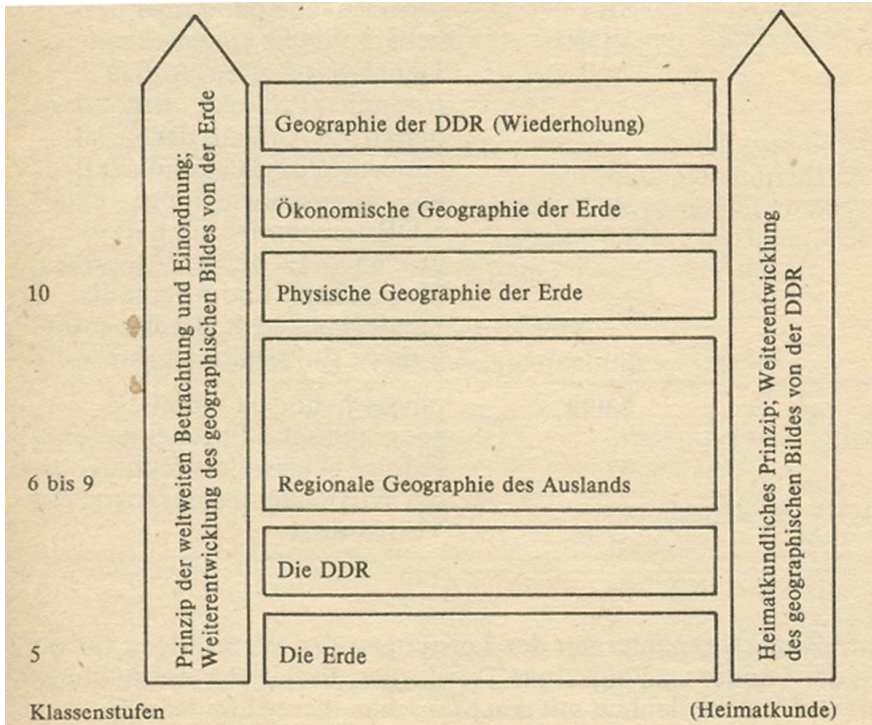 Geographie der DDR (Wiederholung)
Ökonomische Geographie der Erde
10
Physische Geographie der Erde
6 bis 9
Regionale Geographie des Auslands
Die DDR
5
Die Erde
Klassenstufen
(Heimatkunde)
Prinzip der weltweiten Betrachtung und Einordnung;
Weiterentwicklung des geographischen Bildes von der Erde
Heimatkundliches Prinzip; Weiterentwicklung
des geographischen Bildes von der DDR